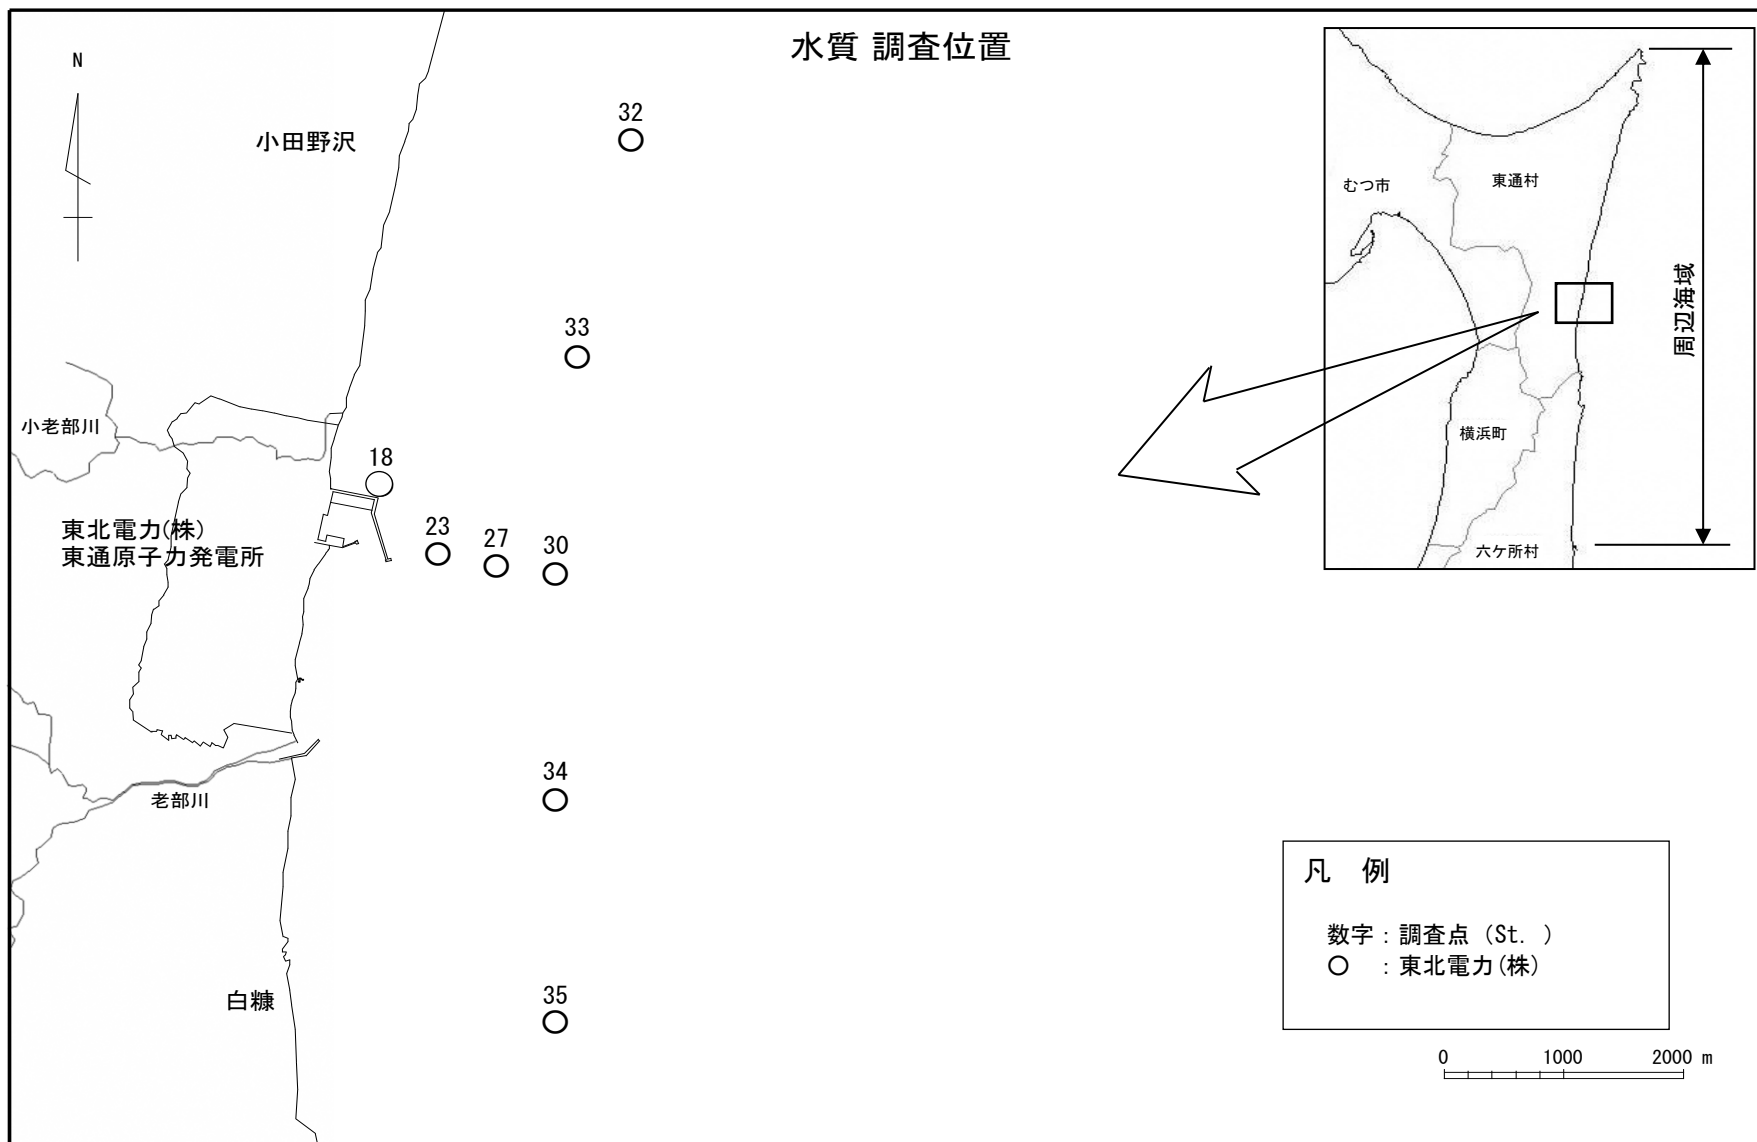 水質 調査位置
N
小田野沢
32
33
小老部川
18
東北電力(株)
東通原子力発電所
23
27
30
34
老部川
35
白糠
むつ市
東通村
周辺海域
横浜町
六ケ所村
凡 例
数字：調査点（St. ）
○ ：東北電力(株)
0 1000 2000 m